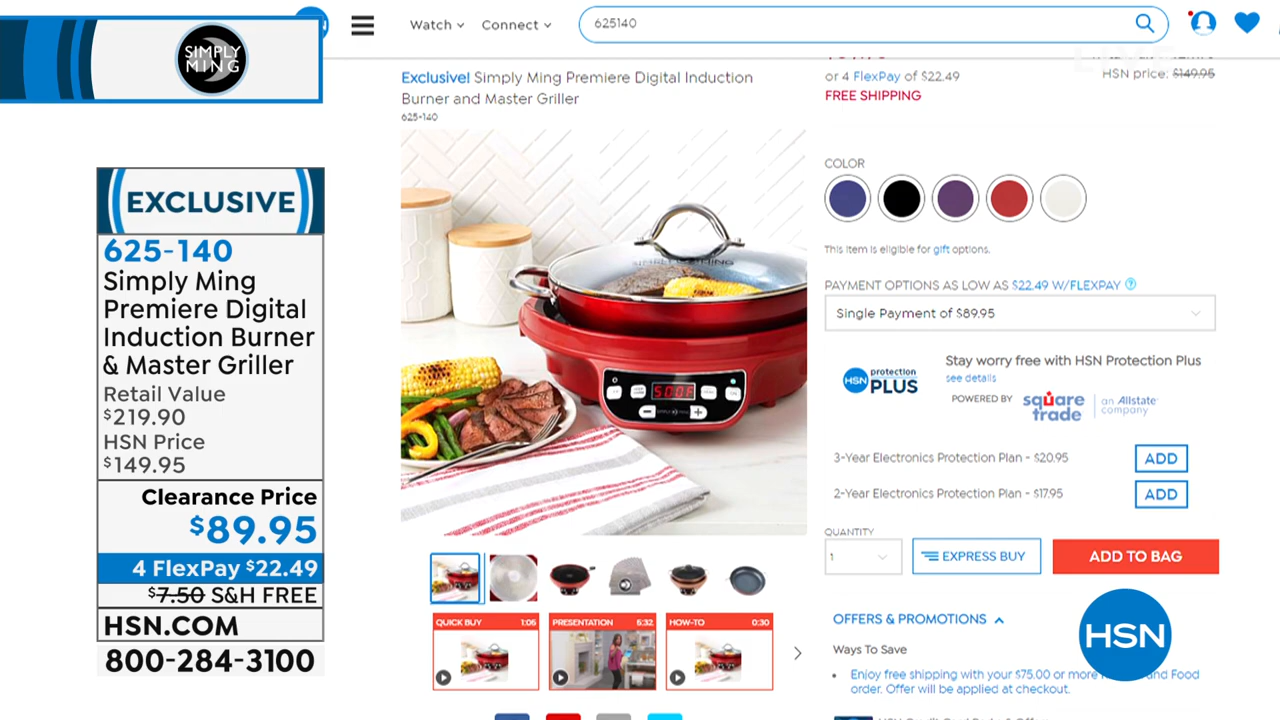 SIMPLY
MING
EXCLUSIVE
625-140
Simply Ming
Premiere Digital
Induction Burner
& Master Griller
Retail Value
$219.90
HSN Price
$149.95
Clearance Price
$89.95
4 FlexPay $22.49
$7.50 S&H FREE
HSN.COM
800-284-3100
Watch
Connect
625140
LIVE
Exclusive! Simply Ming Premiere Digital Induction
Burner and Master Griller
625-140
SIMPLY MING
500F
or 4 FlexPay of $22.49
HSN price: $149.95
FREE SHIPPING
COLOR
This item is eligible for gift options.
PAYMENT OPTIONS AS LOW AS $22.49 W/FLEXPAY
Single Payment of $89.95
HSN protection PLUS
Stay worry free with HSN Protection Plus
see details
POWERED BY
square
trade
an Allstate
company
3-Year Electronics Protection Plan - $20.95
ADD
2-Year Electronics Protection Plan - $17.95
ADD
QUANTITY
1
EXPRESS BUY
ADD TO BAG
QUICK BUY 1:05
PRESENTATION 5:32
HOW-TO 0:30
OFFERS & PROMOTIONS
Ways To Save
Enjoy free shipping with your $75.00 or more and Food
order. Offer will be applied at checkout.
HSN